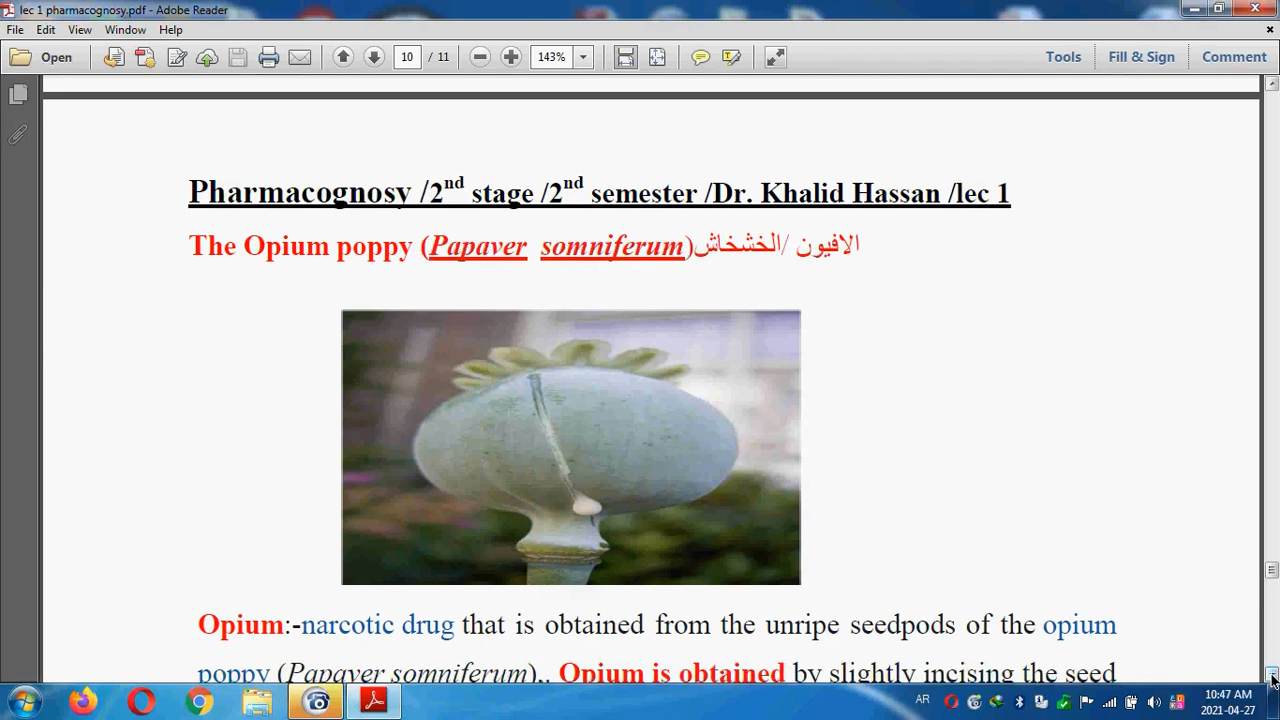 lec 1 pharmacognosy.pdf - Adobe Reader
File Edit View Window Help
Open 10 / 11 143% Tools Fill & Sign Comment
Pharmacognosy /2nd stage /2nd semester /Dr. Khalid Hassan /lec 1
The Opium poppy (Papaver somniferum)الافيون /الخشخاش
Opium:-narcotic drug that is obtained from the unripe seedpods of the opium
poppy (Papaver somniferum),. Opium is obtained by slightly incising the seed
AR 10:47 AM
2021-04-27